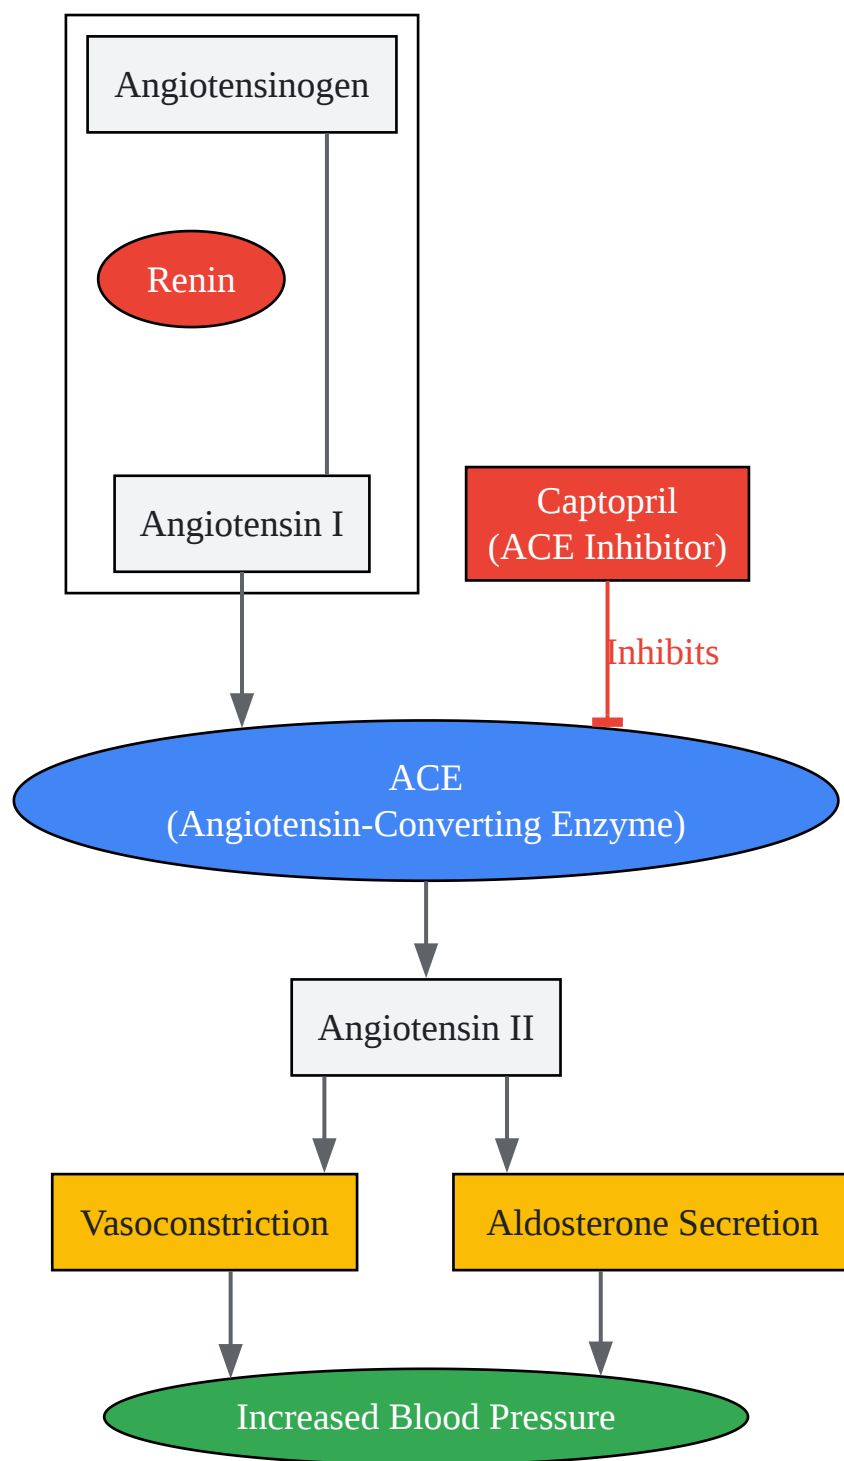 Angiotensinogen
Renin
Angiotensin I
Captopril
(ACE Inhibitor)
Inhibits
ACE
(Angiotensin-Converting Enzyme)
Angiotensin II
Vasoconstriction
Aldosterone Secretion
Increased Blood Pressure